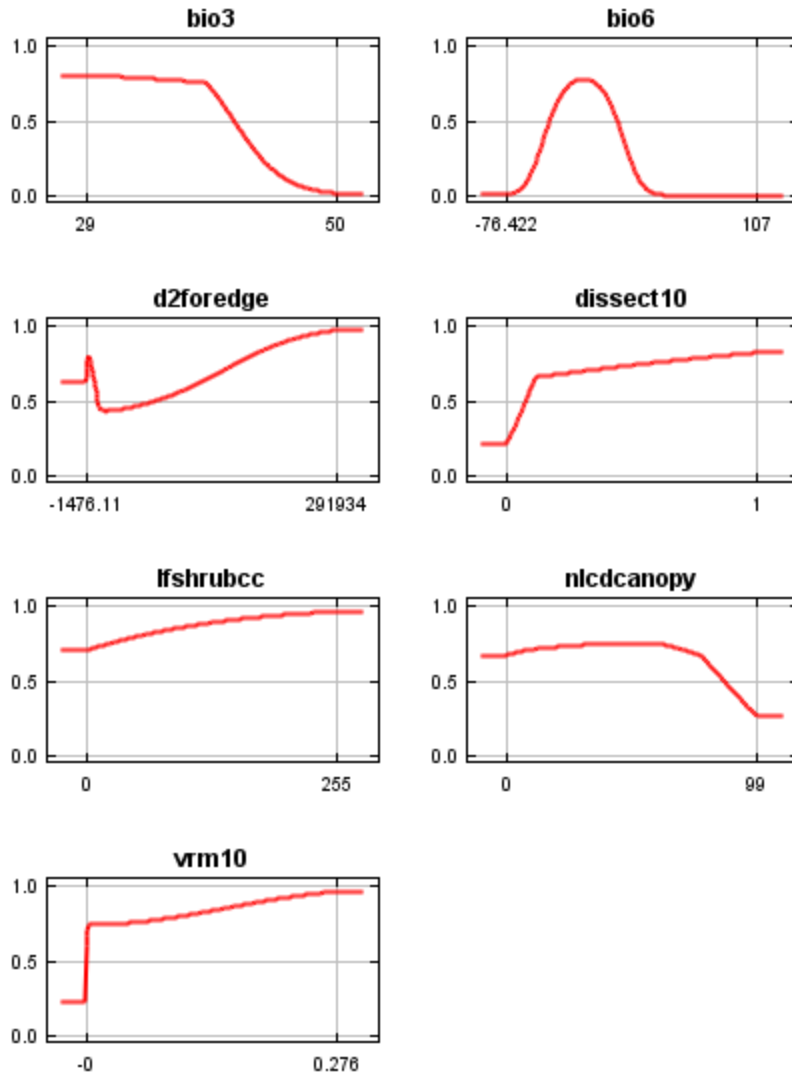 bio3 bio6
1.0 1.0
0.5 0.5
0.0 0.0
29 50 -76.422 107
d2foredge dissect10
1.0 1.0
0.5 0.5
0.0 0.0
-1476.11 291934 0 1
lfshrubcc nlcdcanopy
1.0 1.0
0.5 0.5
0.0 0.0
0 255 0 99
vrm10
1.0
0.5
0.0
-0 0.276